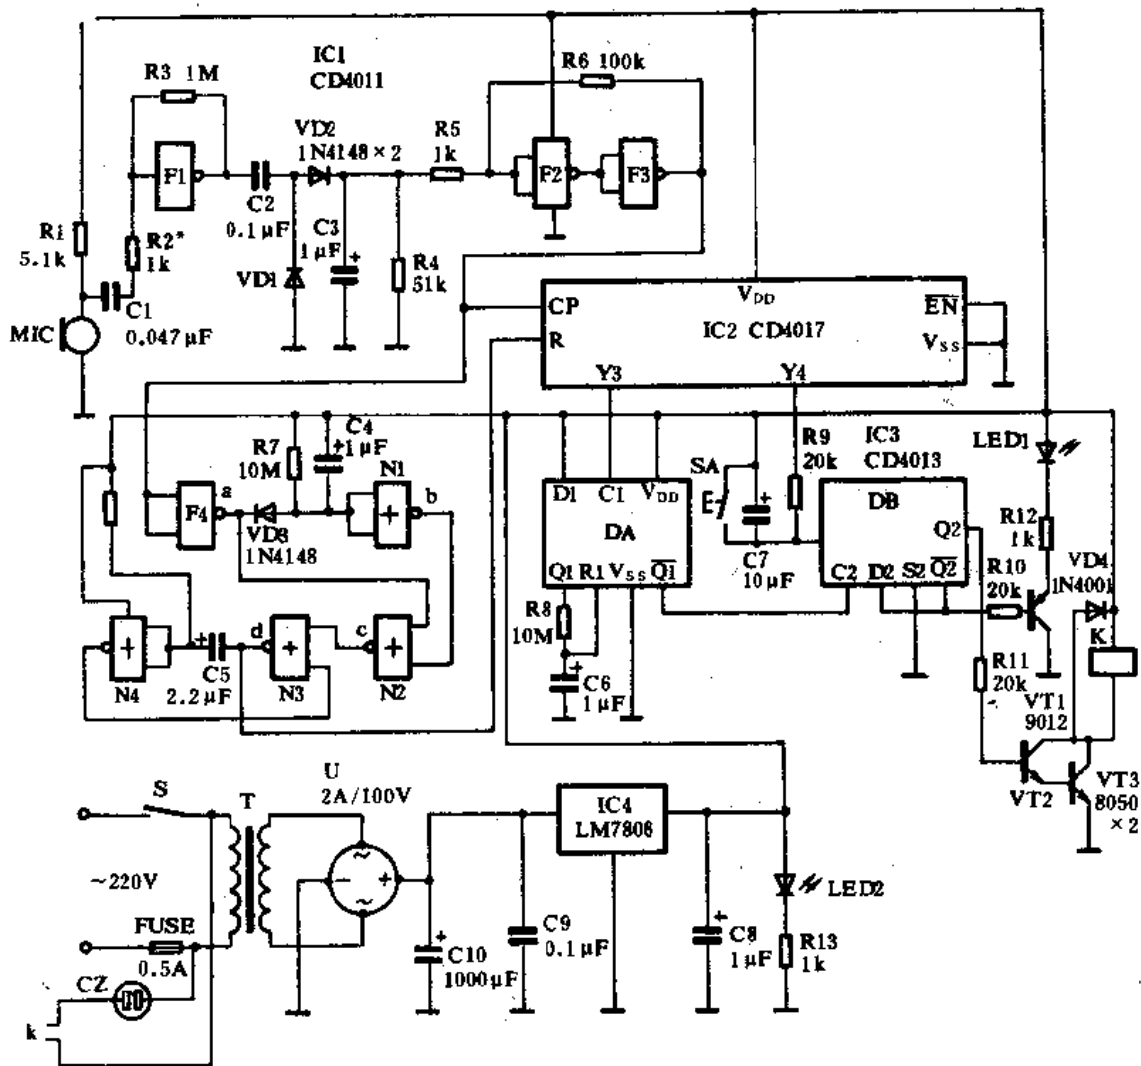 IC1
CD4011
R3 1M
R6 100k
VD2
1N4148×2
R5
1k
F1
F2
F3
C2
0.1μF
C3
1μF
+
R1
5.1k
R2*
1k
VD1
R4
51k
C1
0.047μF
MIC
CP
VDD
EN
IC2 CD4017
R
VSS
Y3
Y4
R7
10M
+
C4
1μF
N1
R9
20k
IC3
CD4013
LED1
SA
E
a
F4
VD3
1N4148
+
b
D1
C1
VDD
DA
Q1
R1
VSS
Q1
+
C7
10μF
DB
Q2
C2
D2
S2
Q2
R12
1k
VD4
1N4001
R10
20k
K
R8
10M
+
N4
+
C5
2.2μF
d
+
N3
c
+
N2
+
C6
1μF
R11
20k
VT1
9012
VT2
VT3
8050
×2
S
T
U
2A/100V
IC4
LM7806
~220V
~
−
+
~
LED2
FUSE
0.5A
CZ
k
+
C10
1000μF
C9
0.1μF
+
C8
1μF
R13
1k